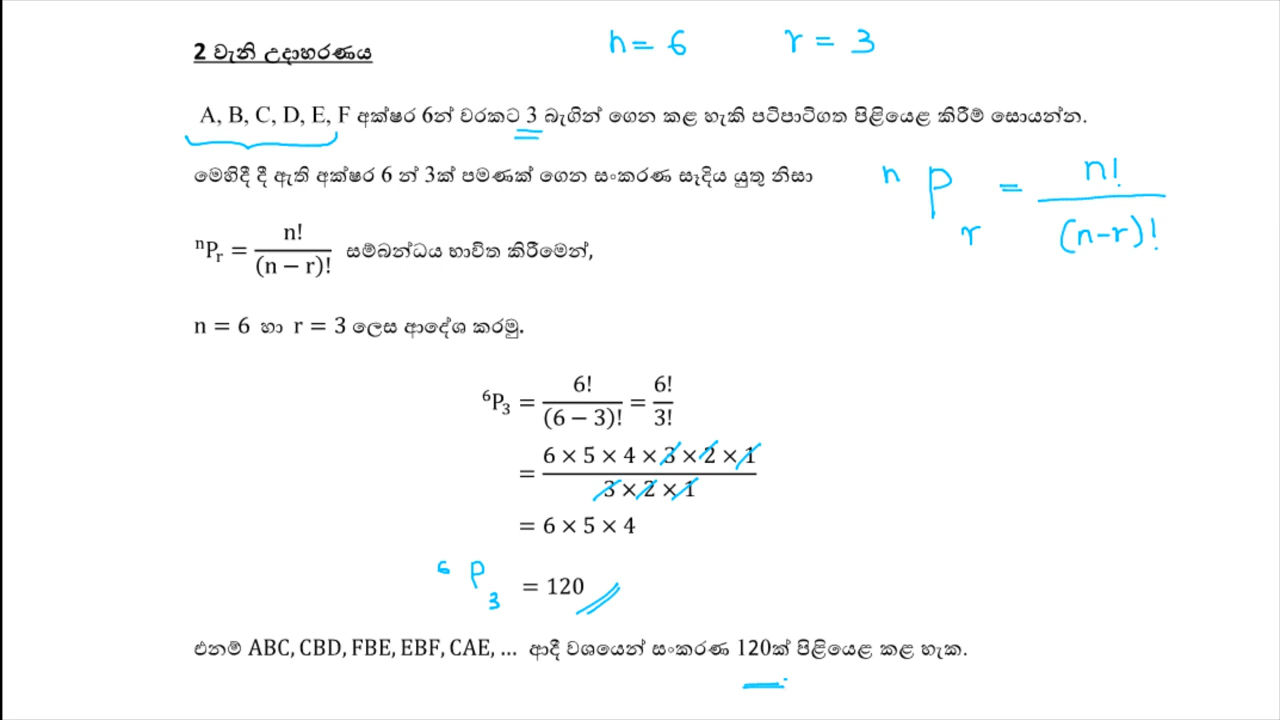 2 වැනි උදාහරණය
n = 6 r = 3
A, B, C, D, E, F අක්ෂර 6න් වරකට 3 බැගින් ගෙන කළ හැකි පටිපාටිගත පිළියෙළ කිරීම් සොයන්න.
මෙහිදී දී ඇති අක්ෂර 6 න් 3ක් පමණක් ගෙන සංකරණ සෑදිය යුතු නිසා
ⁿPᵣ = n!/(n − r)! සම්බන්ධය භාවිත කිරීමෙන්,
ⁿPᵣ = n!/(n-r)!
n = 6 හා r = 3 ලෙස ආදේශ කරමු.
⁶P₃ = 6!/(6 − 3)! = 6!/3!
= 6 × 5 × 4 × 3 × 2 × 1/3 × 2 × 1
= 6 × 5 × 4
⁶P₃ = 120
එනම් ABC, CBD, FBE, EBF, CAE, ... ආදී වශයෙන් සංකරණ 120ක් පිළියෙළ කළ හැක.